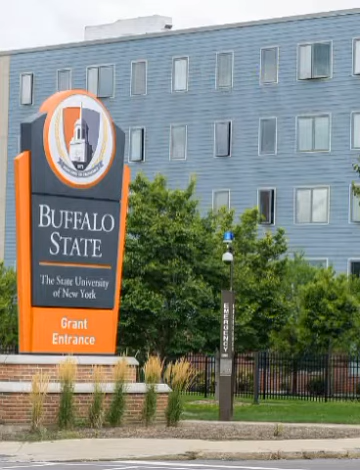 BUFFALO
STATE
The State University
of New York
Grant
Entrance
EMERGENCY